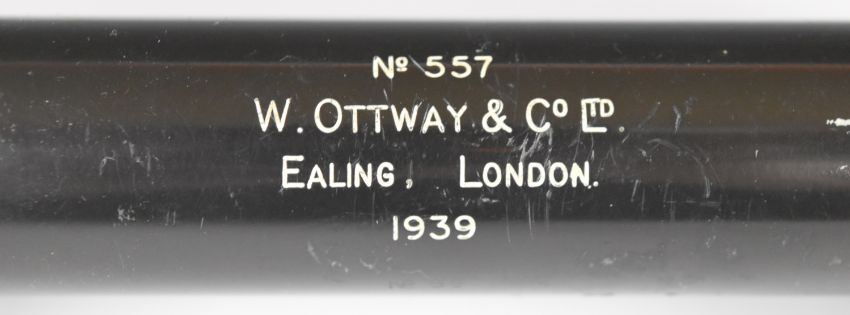 Nº 557
W. OTTWAY & Cº LTD.
EALING, LONDON.
1939